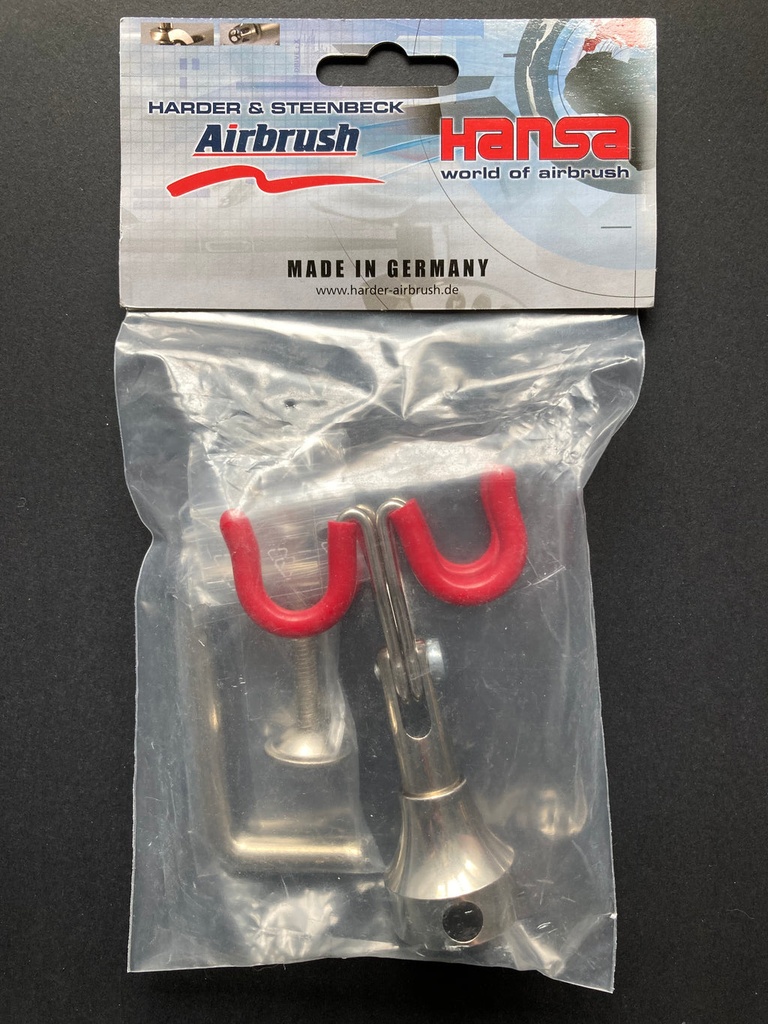 HARDER & STEENBECK
Airbrush
Hansa
world of airbrush
MADE IN GERMANY
www.harder-airbrush.de